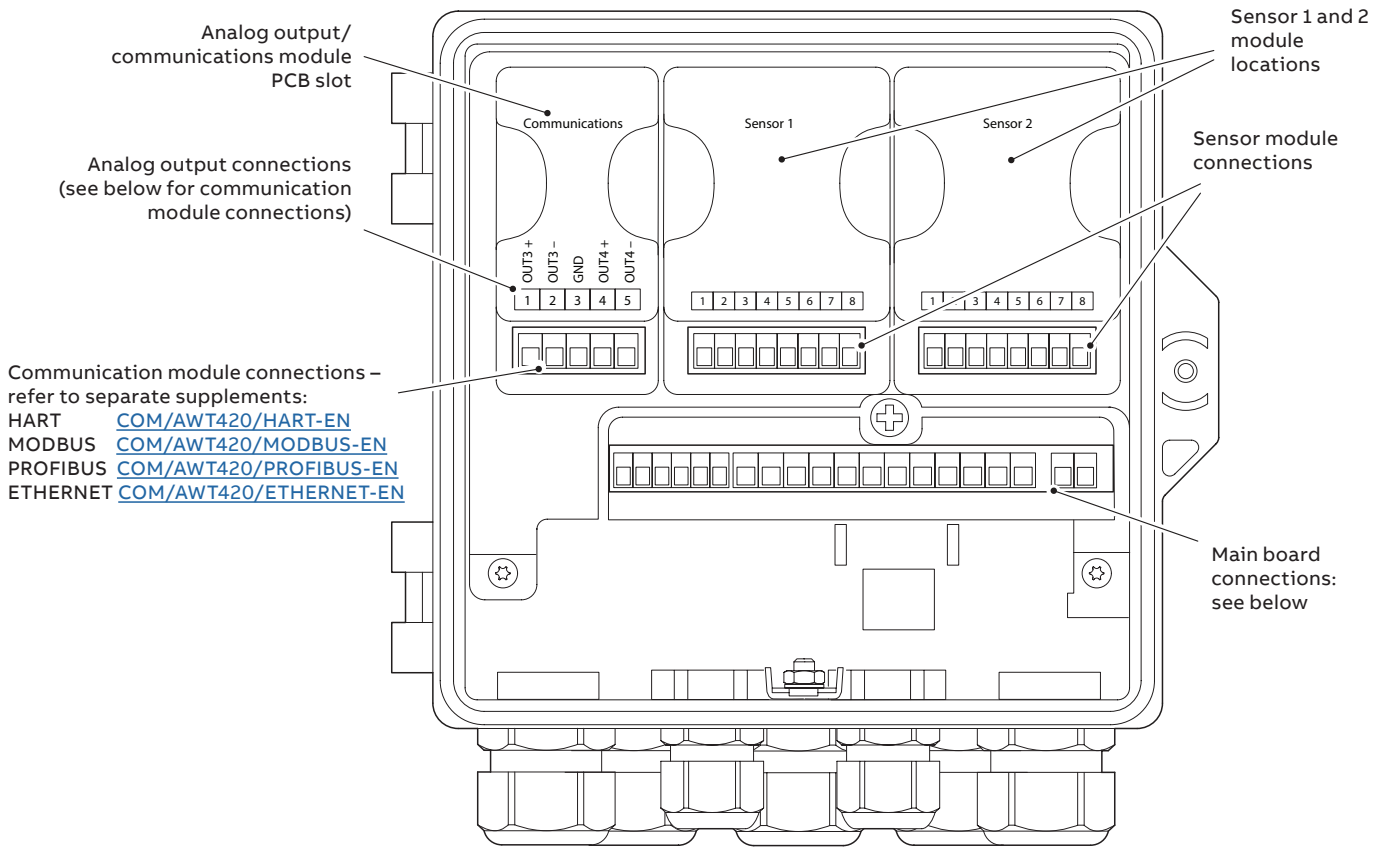 Analog output/
communications module
PCB slot
Sensor 1 and 2
module
locations
Communications
Sensor 1
Sensor 2
Analog output connections
(see below for communication
module connections)
Sensor module
connections
OUT3 +
OUT3 –
GND
OUT4 +
OUT4 –
1 2 3 4 5
1 2 3 4 5 6 7 8
1 2 3 4 5 6 7 8
Communication module connections –
refer to separate supplements:
HART COM/AWT420/HART-EN
MODBUS COM/AWT420/MODBUS-EN
PROFIBUS COM/AWT420/PROFIBUS-EN
ETHERNET COM/AWT420/ETHERNET-EN
Main board
connections:
see below